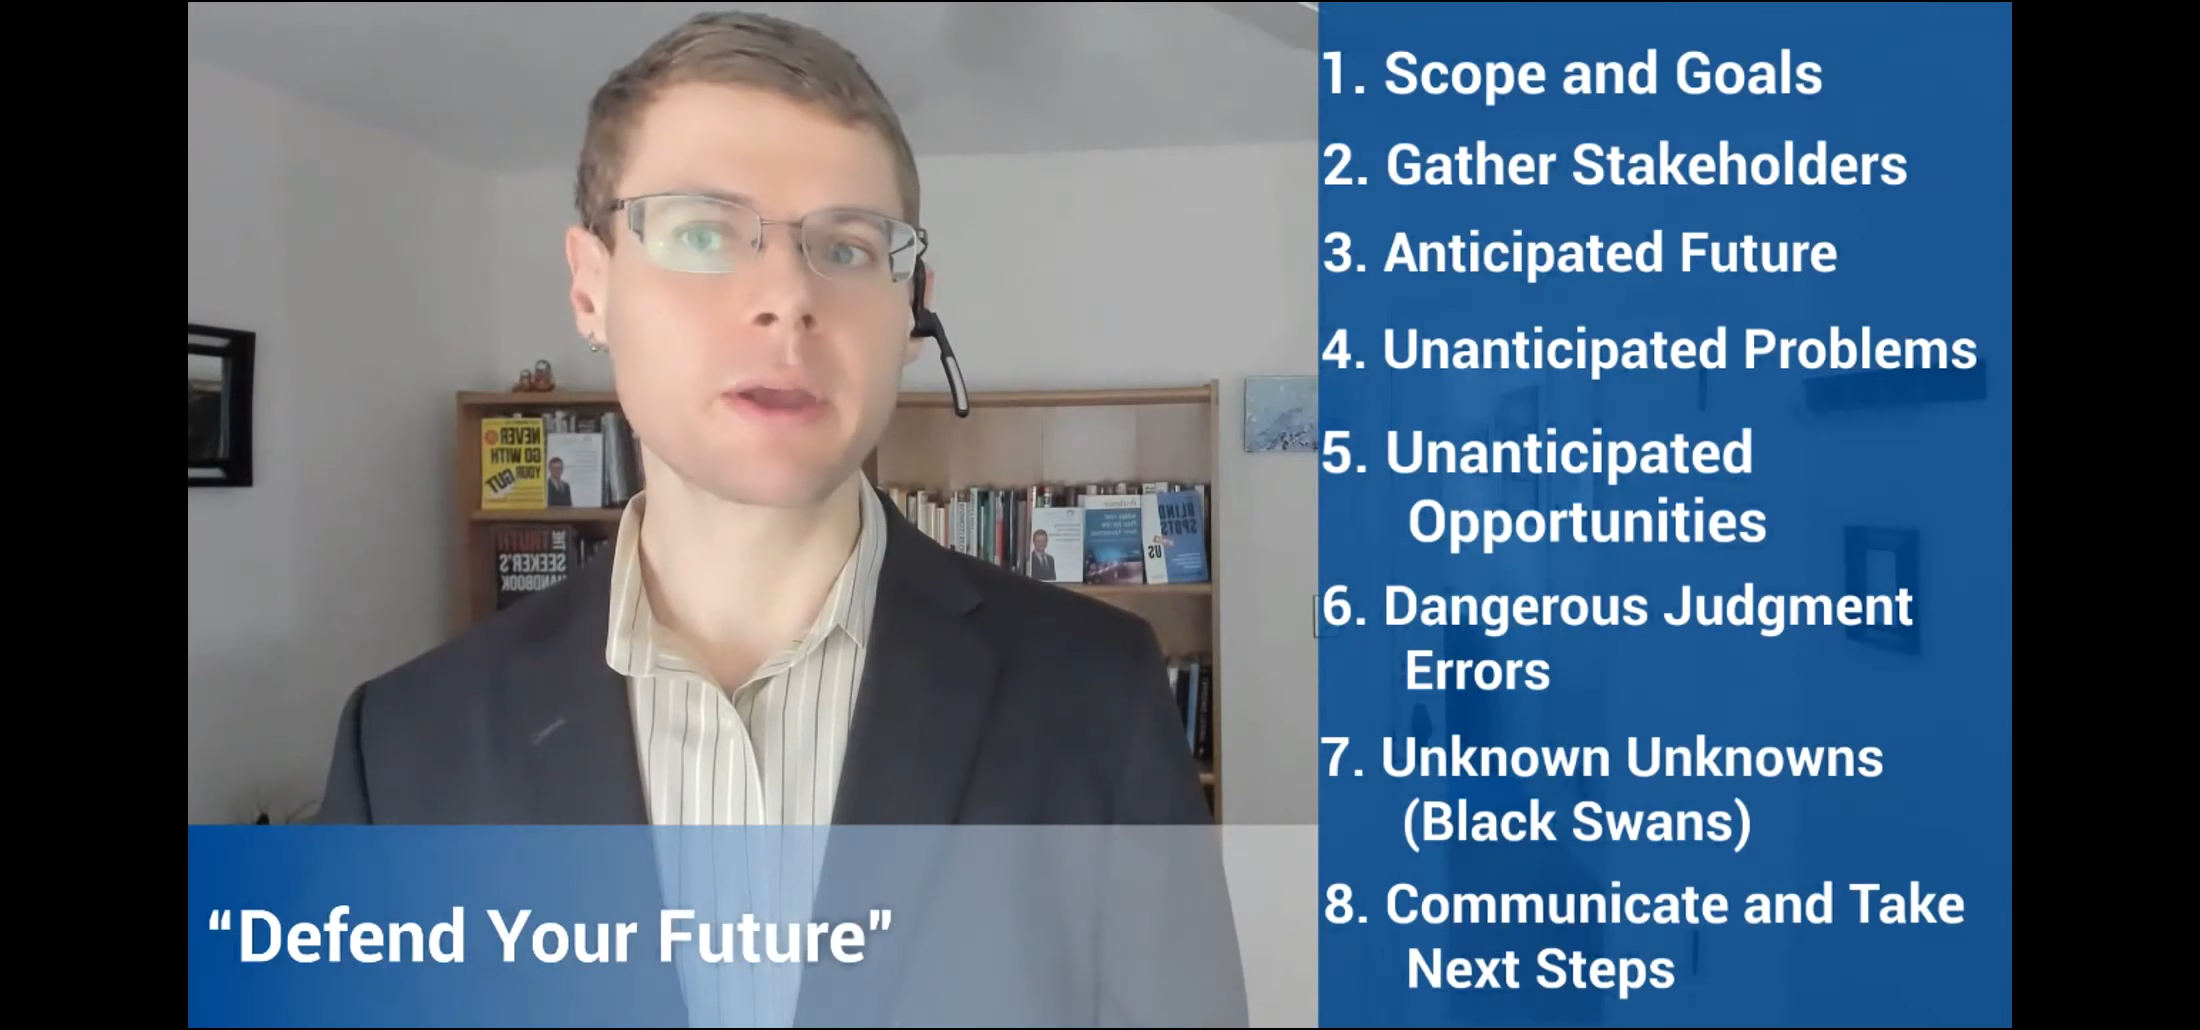 1. Scope and Goals
2. Gather Stakeholders
3. Anticipated Future
4. Unanticipated Problems
5. Unanticipated
Opportunities
6. Dangerous Judgment
Errors
7. Unknown Unknowns
(Black Swans)
8. Communicate and Take
Next Steps
“Defend Your Future”
NEVER
GO WITH
YOUR
GUT
THE
TRUTH
SEEKER'S
HANDBOOK
BLIND
SPOTS
US